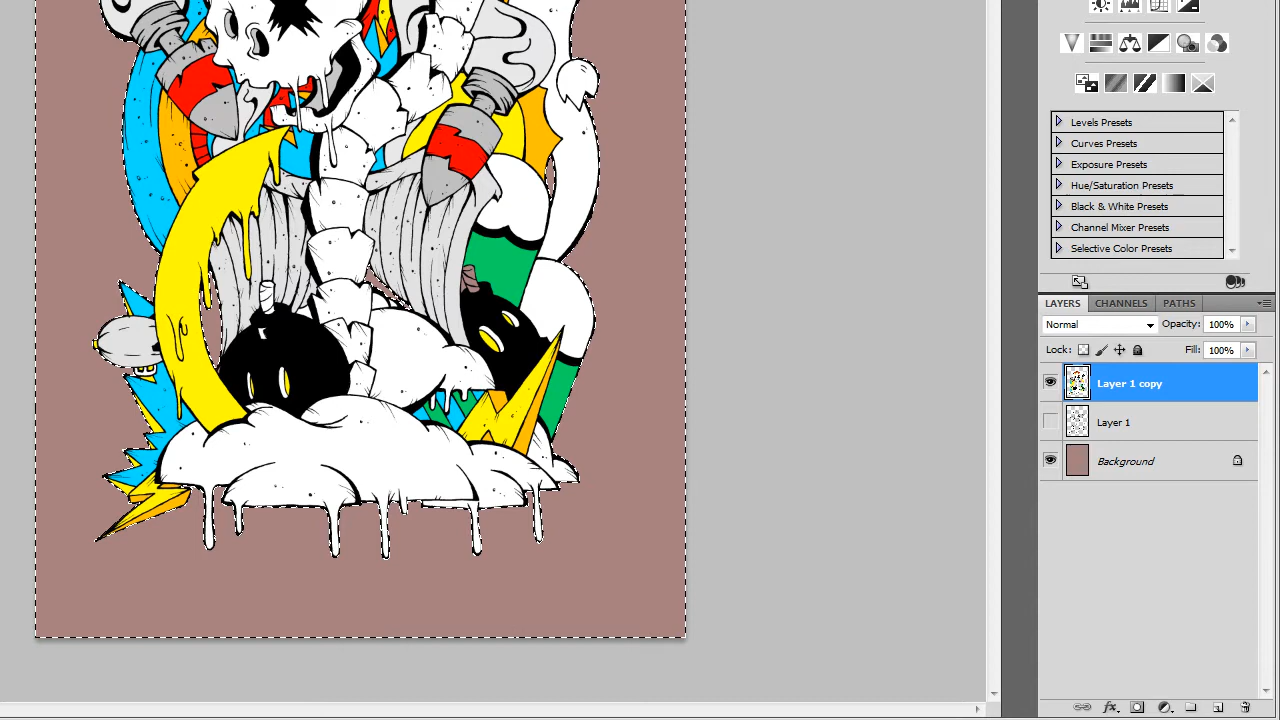 Levels Presets
Curves Presets
Exposure Presets
Hue/Saturation Presets
Black & White Presets
Channel Mixer Presets
Selective Color Presets
LAYERS CHANNELS PATHS
Normal Opacity: 100%
Lock: Fill: 100%
Layer 1 copy
Layer 1
Background
fx